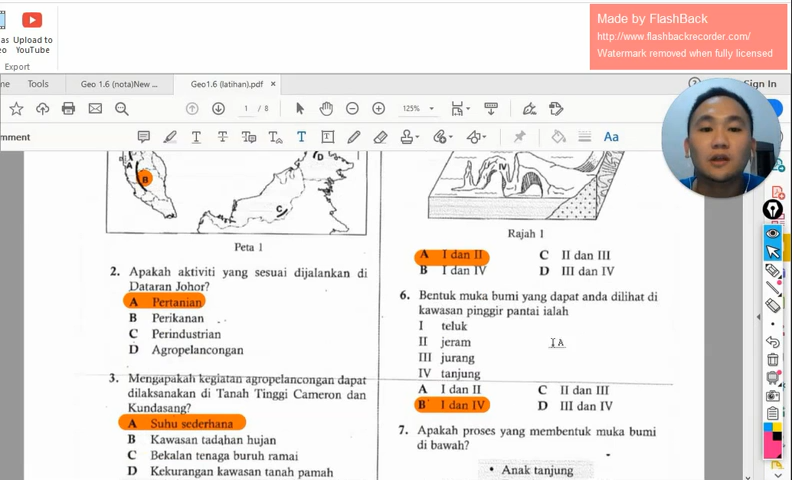 Made by FlashBack
http://www.flashbackrecorder.com/
Watermark removed when fully licensed
as Upload to
eo YouTube
Export
ne Tools
Geo 1.6 (nota)New ...
Geo1.6 (latihan).pdf ×
Sign In
1 / 8
125%
mment
Aa
A
B
C
D
Peta 1
2. Apakah aktiviti yang sesuai dijalankan di
Dataran Johor?
A Pertanian
B Perikanan
C Perindustrian
D Agropelancongan
3. Mengapakah kegiatan agropelancongan dapat
dilaksanakan di Tanah Tinggi Cameron dan
Kundasang?
A Suhu sederhana
B Kawasan tadahan hujan
C Bekalan tenaga buruh ramai
D Kekurangan kawasan tanah pamah
IV
Rajah 1
A I dan II
C II dan III
B I dan IV
D III dan IV
6. Bentuk muka bumi yang dapat anda dilihat di
kawasan pinggir pantai ialah
I teluk
II jeram
III jurang
IV tanjung
A I dan II
C II dan III
B I dan IV
D III dan IV
7. Apakah proses yang membentuk muka bumi
di bawah?
• Anak tanjung